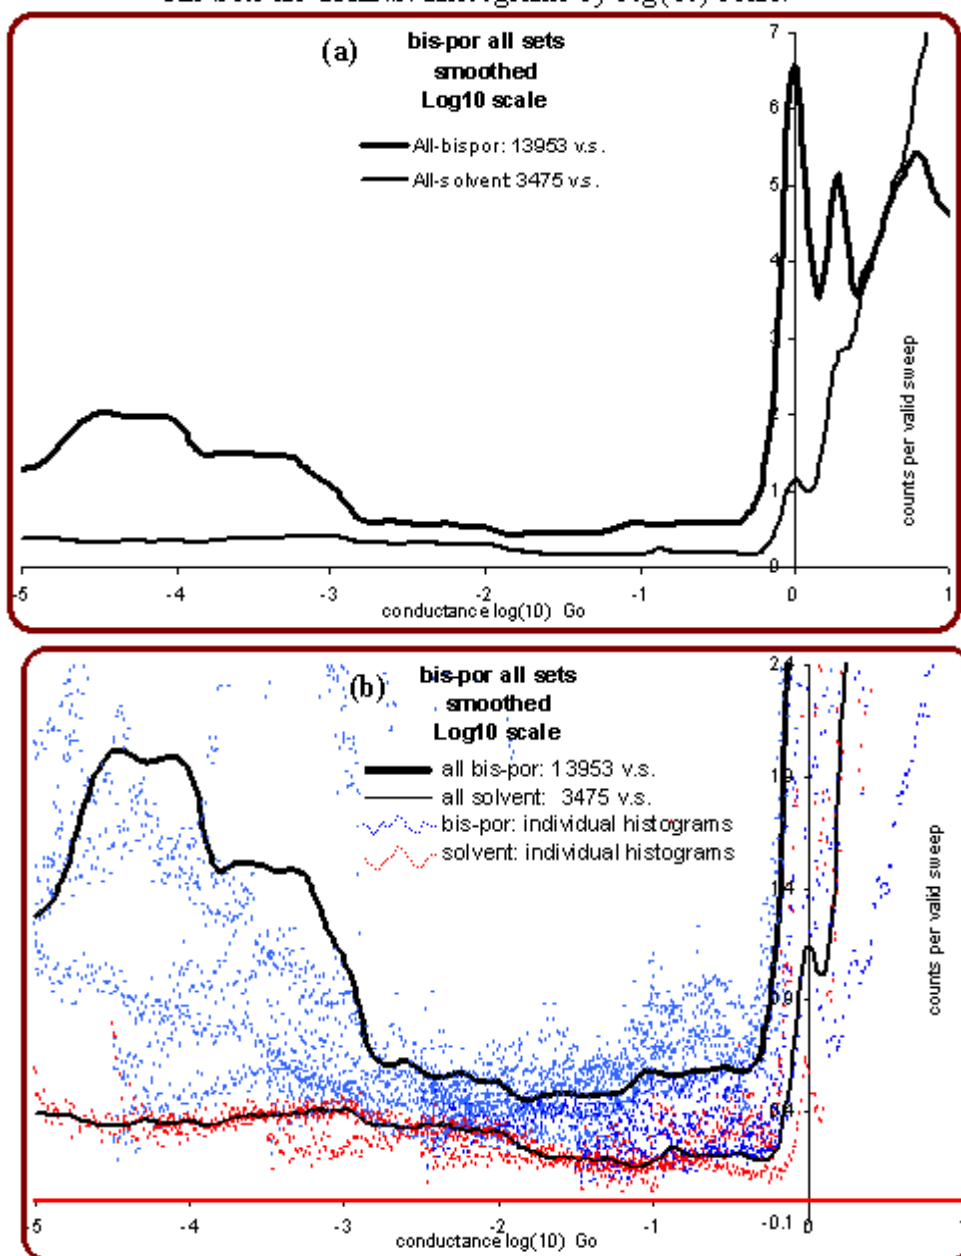 (a)
bis-por all sets
smoothed
Log10 scale
All-bispor: 13953 v.s.
All-solvent 3475 v.s.
7
6
5
4
3
2
1
0
counts per valid sweep
-5 -4 -3 -2 -1 0 1
conductance log(10) Go
(b)
bis-por all sets
smoothed
Log10 scale
all bis-por: 13953 v.s.
all solvent: 3475 v.s.
bis-por: individual histograms
solvent: individual histograms
2.4
1.9
1.4
0.9
0.4
-0.1
counts per valid sweep
-5 -4 -3 -2 -1 0 1
conductance log(10) Go